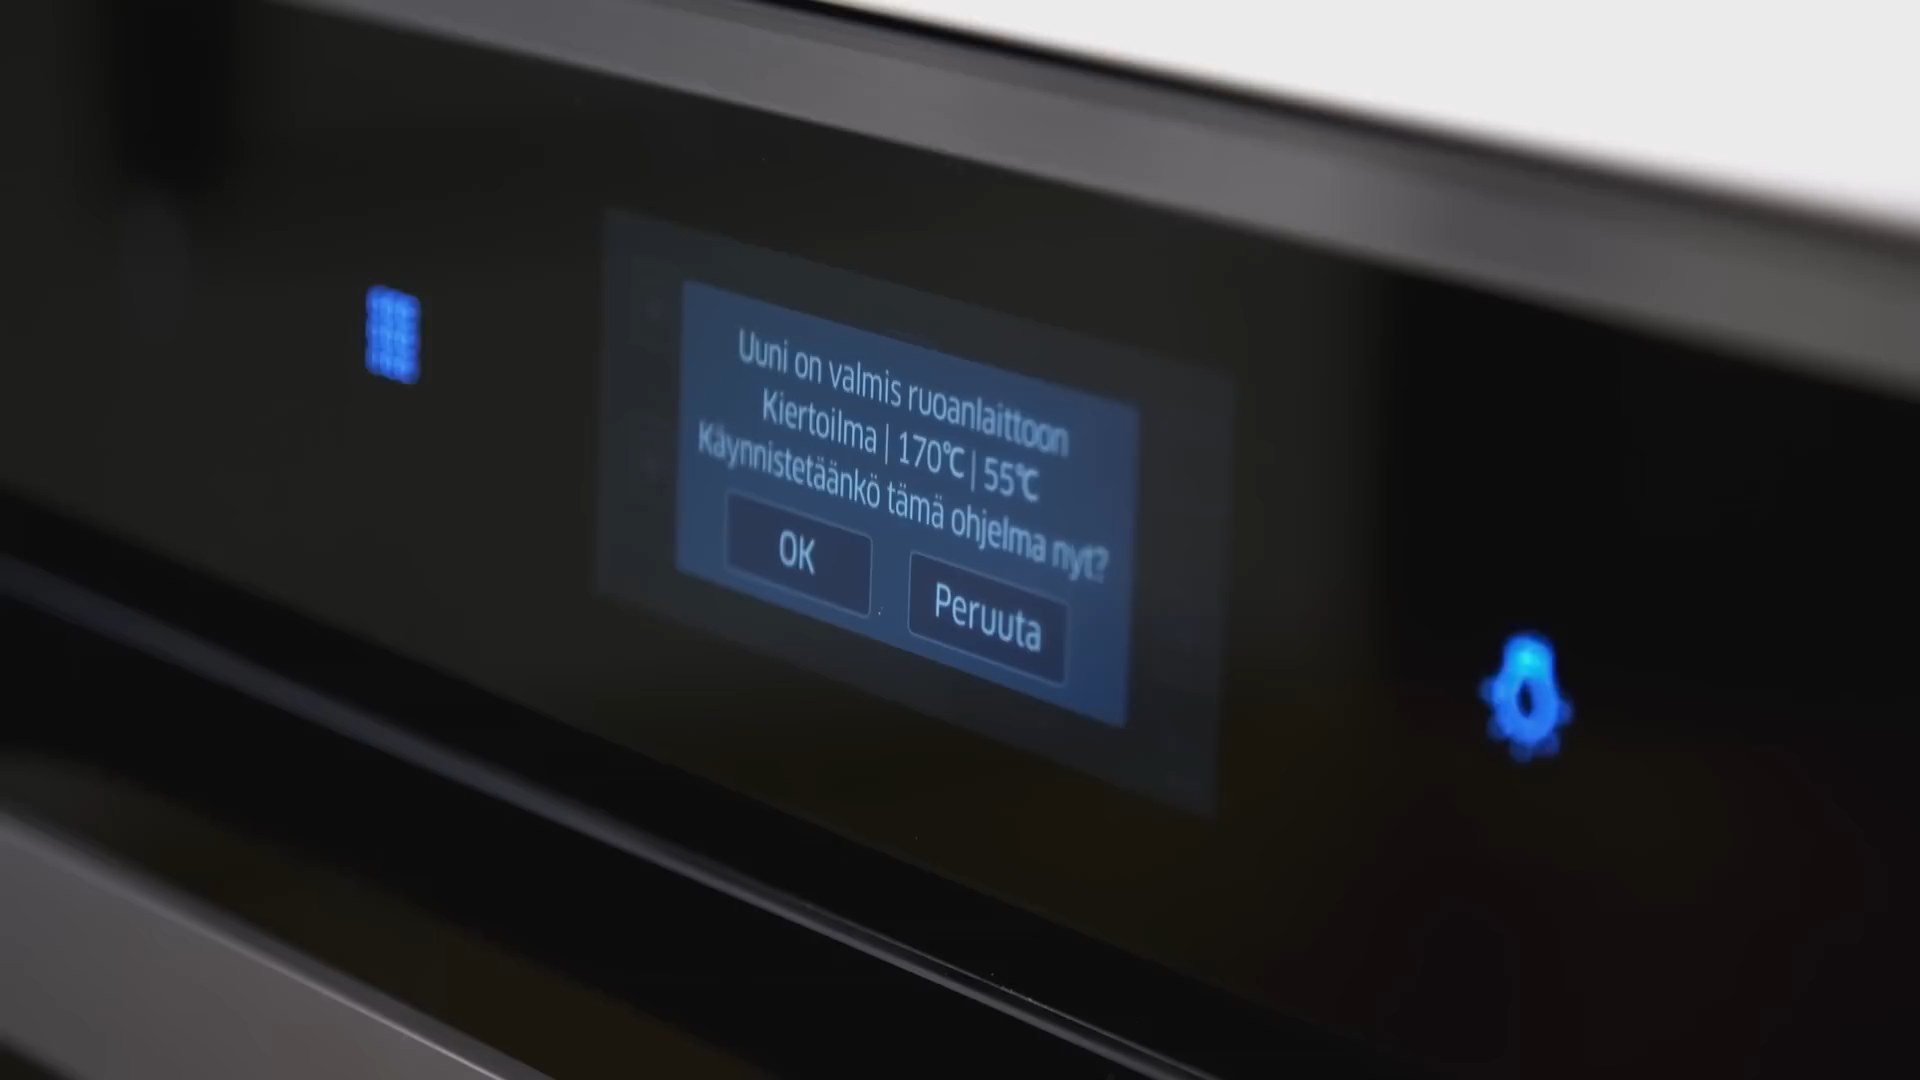 Uuni on valmis ruoanlaittoon
Kiertoilma | 170℃ | 55℃
Käynnistetäänkö tämä ohjelma nyt?
OK
Peruuta